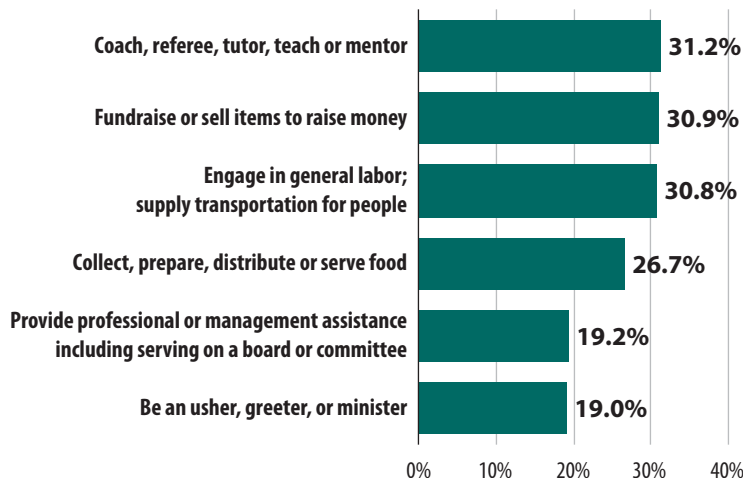 Coach, referee, tutor, teach or mentor
31.2%
Fundraise or sell items to raise money
30.9%
Engage in general labor;
supply transportation for people
30.8%
Collect, prepare, distribute or serve food
26.7%
Provide professional or management assistance
including serving on a board or committee
19.2%
Be an usher, greeter, or minister
19.0%
0% 10% 20% 30% 40%